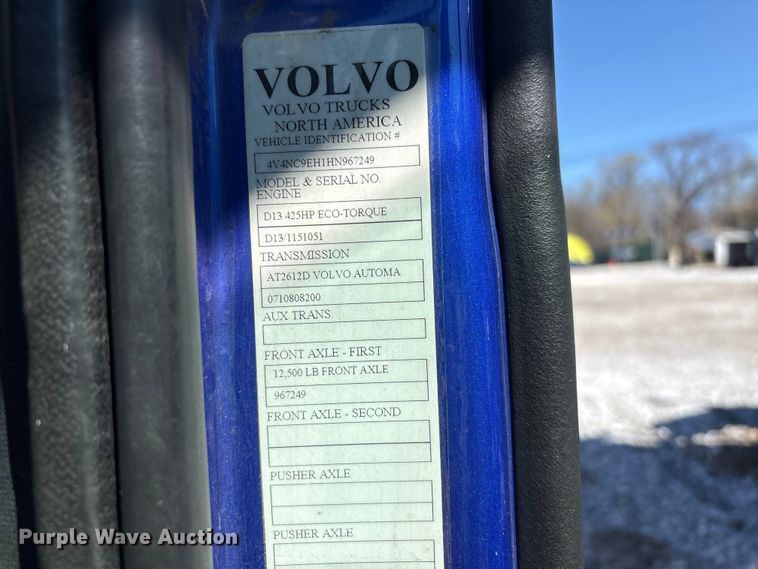 VOLVO
VOLVO TRUCKS
NORTH AMERICA
VEHICLE IDENTIFICATION #
4V4NC9EH1HN967249
MODEL & SERIAL NO.
ENGINE
D13 425HP ECO-TORQUE
D13/1151051
TRANSMISSION
AT2612D VOLVO AUTOMA
0710808200
AUX TRANS.
FRONT AXLE - FIRST
12,500 LB FRONT AXLE
967249
FRONT AXLE - SECOND
PUSHER AXLE
PUSHER AXLE
Purple Wave Auction